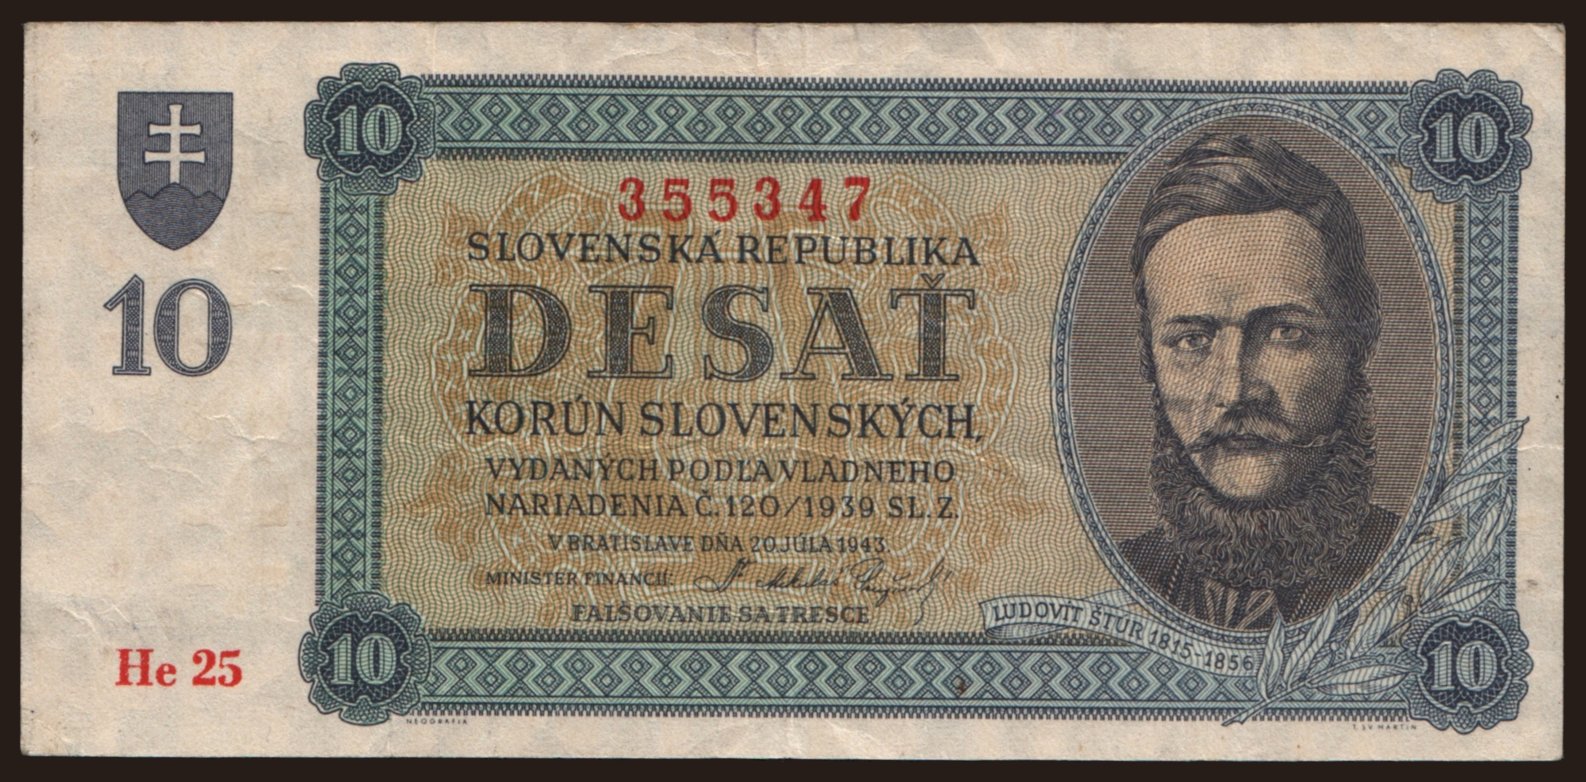 10
10
355347
SLOVENSKÁ REPUBLIKA
DESAŤ
10
KORÚN SLOVENSKÝCH,
VYDANÝCH PODĽA VLÁDNEHO
NARIADENIA Č. 120/1939 SL. Z.
V BRATISLAVE DŇA 20. JÚLA 1943.
MINISTER FINANCIÍ:
FALŠOVANIE SA TRESCE
ĽUDOVÍT ŠTÚR 1815-1856
He 25
10
10
NEOGRAFIA
T. SV. MARTIN